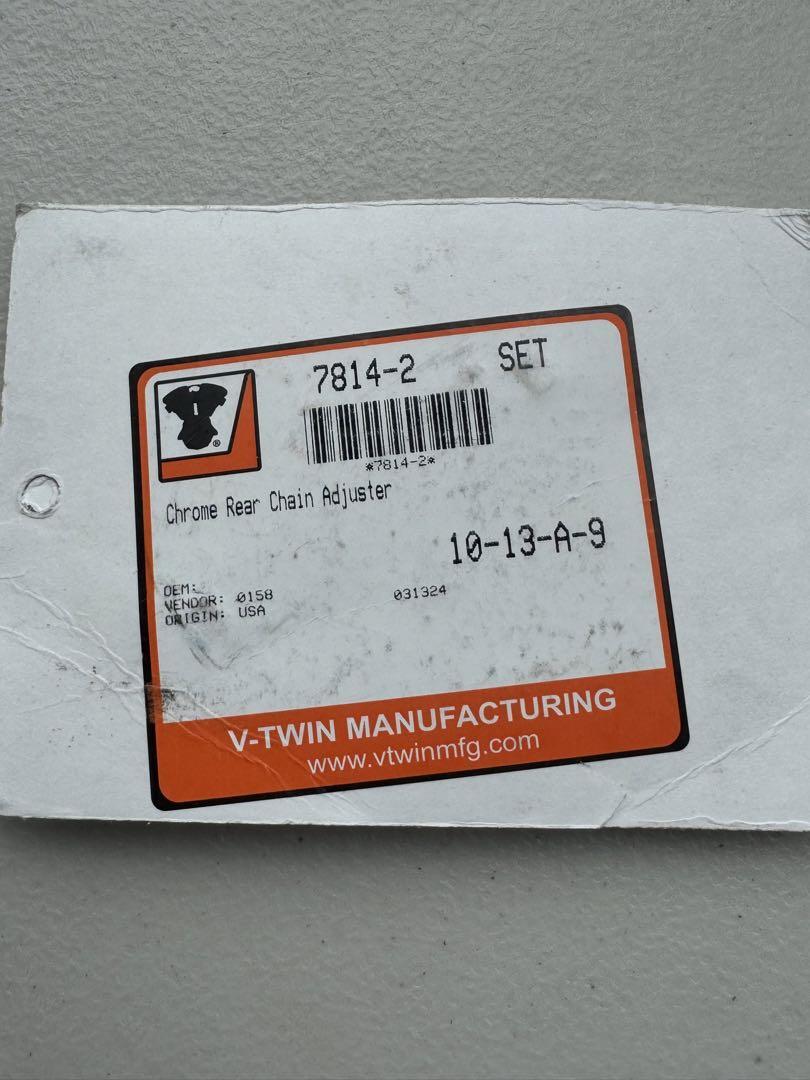 7814-2 SET
*7814-2*
Chrome Rear Chain Adjuster
10-13-A-9
OEM:
VENDOR: 0158 031324
ORIGIN: USA
V-TWIN MANUFACTURING
www.vtwinmfg.com
®